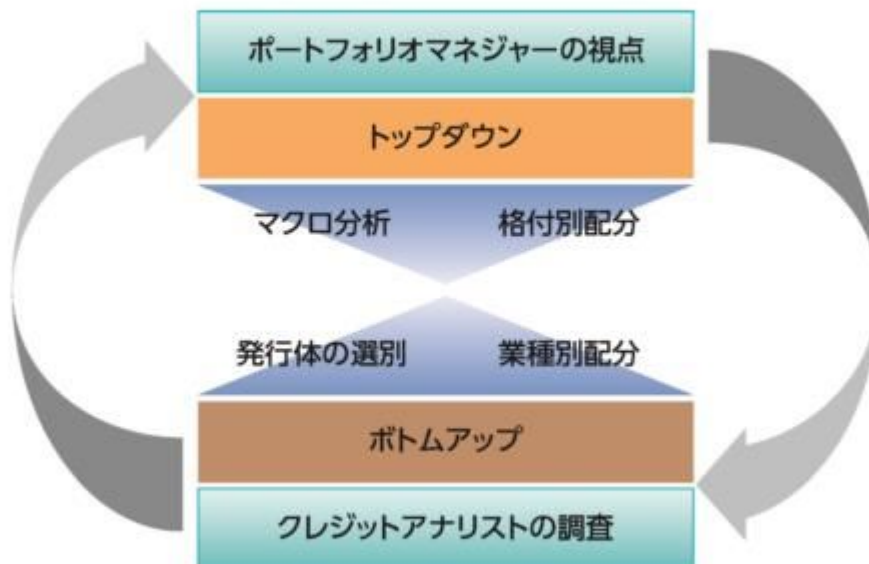 ポートフォリオマネジャーの視点
トップダウン
マクロ分析 格付別配分
発行体の選別 業種別配分
ボトムアップ
クレジットアナリストの調査